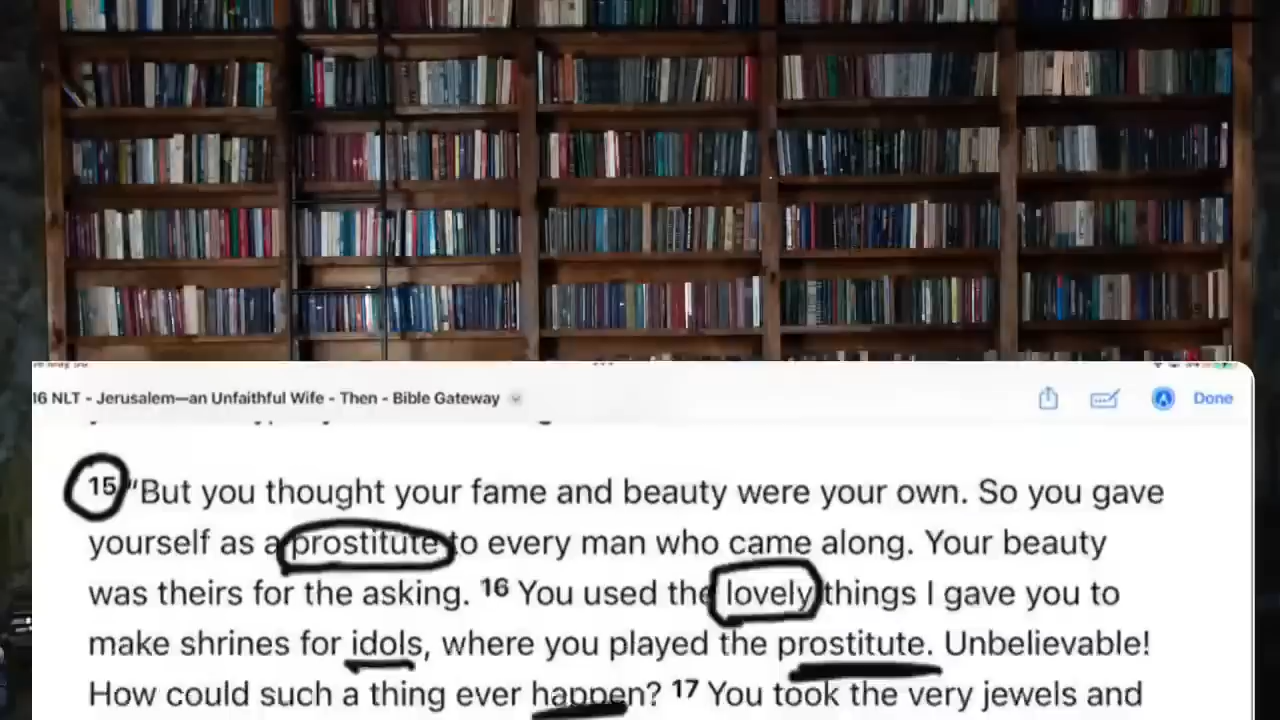 16 NLT - Jerusalem—an Unfaithful Wife - Then - Bible Gateway
Done
15 "But you thought your fame and beauty were your own. So you gave
yourself as a prostitute to every man who came along. Your beauty
was theirs for the asking. 16 You used the lovely things I gave you to
make shrines for idols, where you played the prostitute. Unbelievable!
How could such a thing ever happen? 17 You took the very jewels and